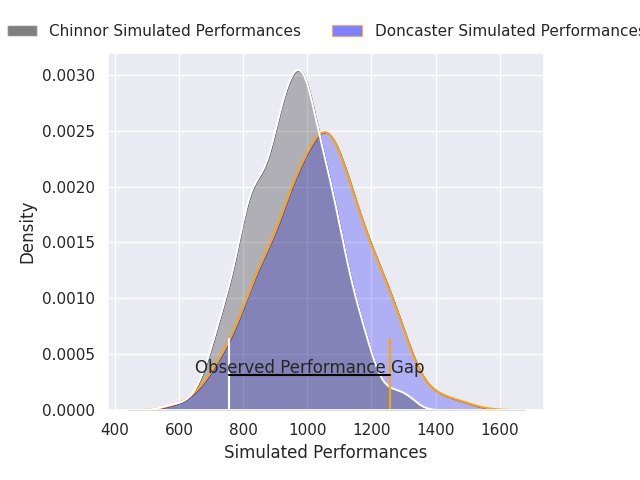 Chinnor Simulated Performances
Doncaster Simulated Performances
0.0030
0.0025
0.0020
0.0015
0.0010
0.0005
0.0000
Density
Observed Performance Gap
400 600 800 1000 1200 1400 1600
Simulated Performances